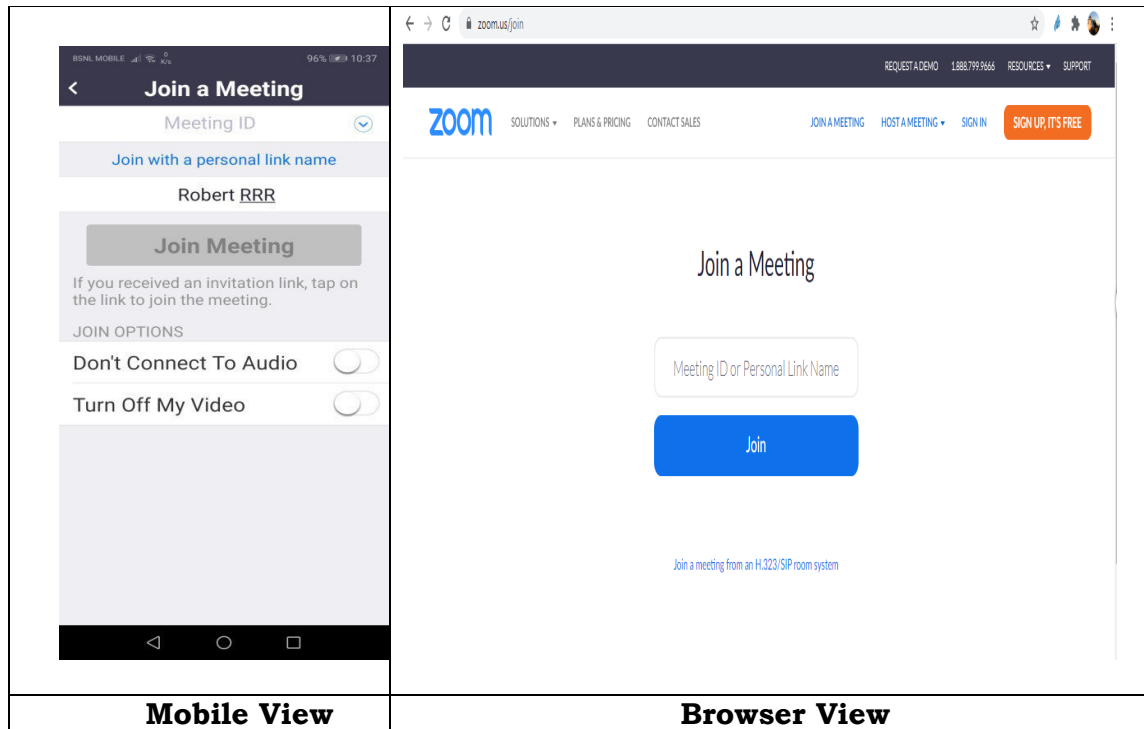 BSNL MOBILE 0 K/s 96% 10:37
Join a Meeting
Meeting ID
Join with a personal link name
Robert RRR
Join Meeting
If you received an invitation link, tap on
the link to join the meeting.
JOIN OPTIONS
Don't Connect To Audio
Turn Off My Video
Mobile View
zoom.us/join
REQUEST A DEMO 1.888.799.9666 RESOURCES SUPPORT
zoom SOLUTIONS PLANS & PRICING CONTACT SALES JOIN A MEETING HOST A MEETING SIGN IN SIGN UP, IT'S FREE
Join a Meeting
Meeting ID or Personal Link Name
Join
Join a meeting from an H.323/SIP room system
Browser View